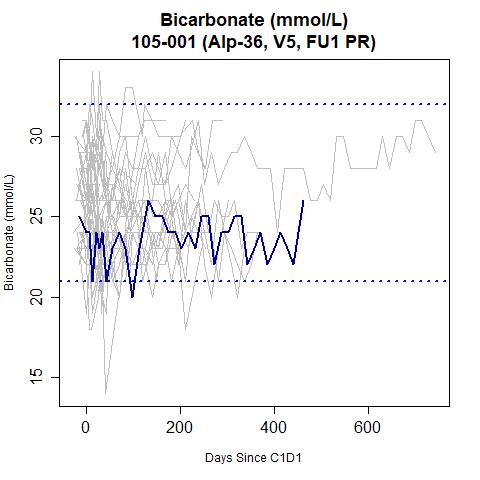 Bicarbonate (mmol/L)
105-001 (Alp-36, V5, FU1 PR)
Bicarbonate (mmol/L)
30
25
20
15
0 200 400 600
Days Since C1D1